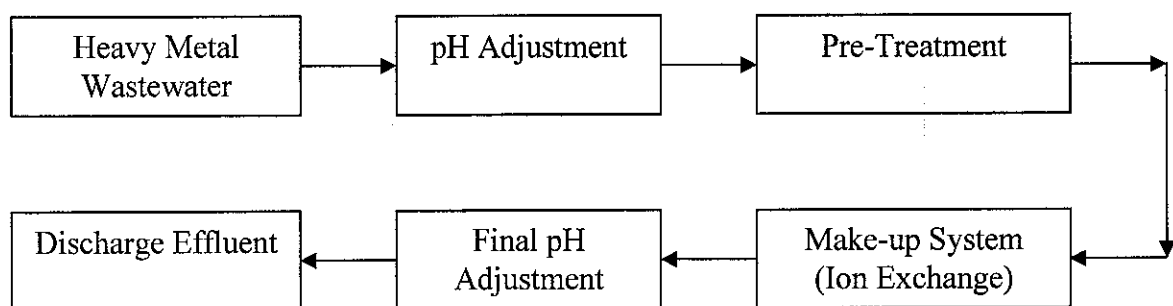 Heavy Metal
Wastewater
pH Adjustment
Pre-Treatment
Make-up System
(Ion Exchange)
Final pH
Adjustment
Discharge Effluent